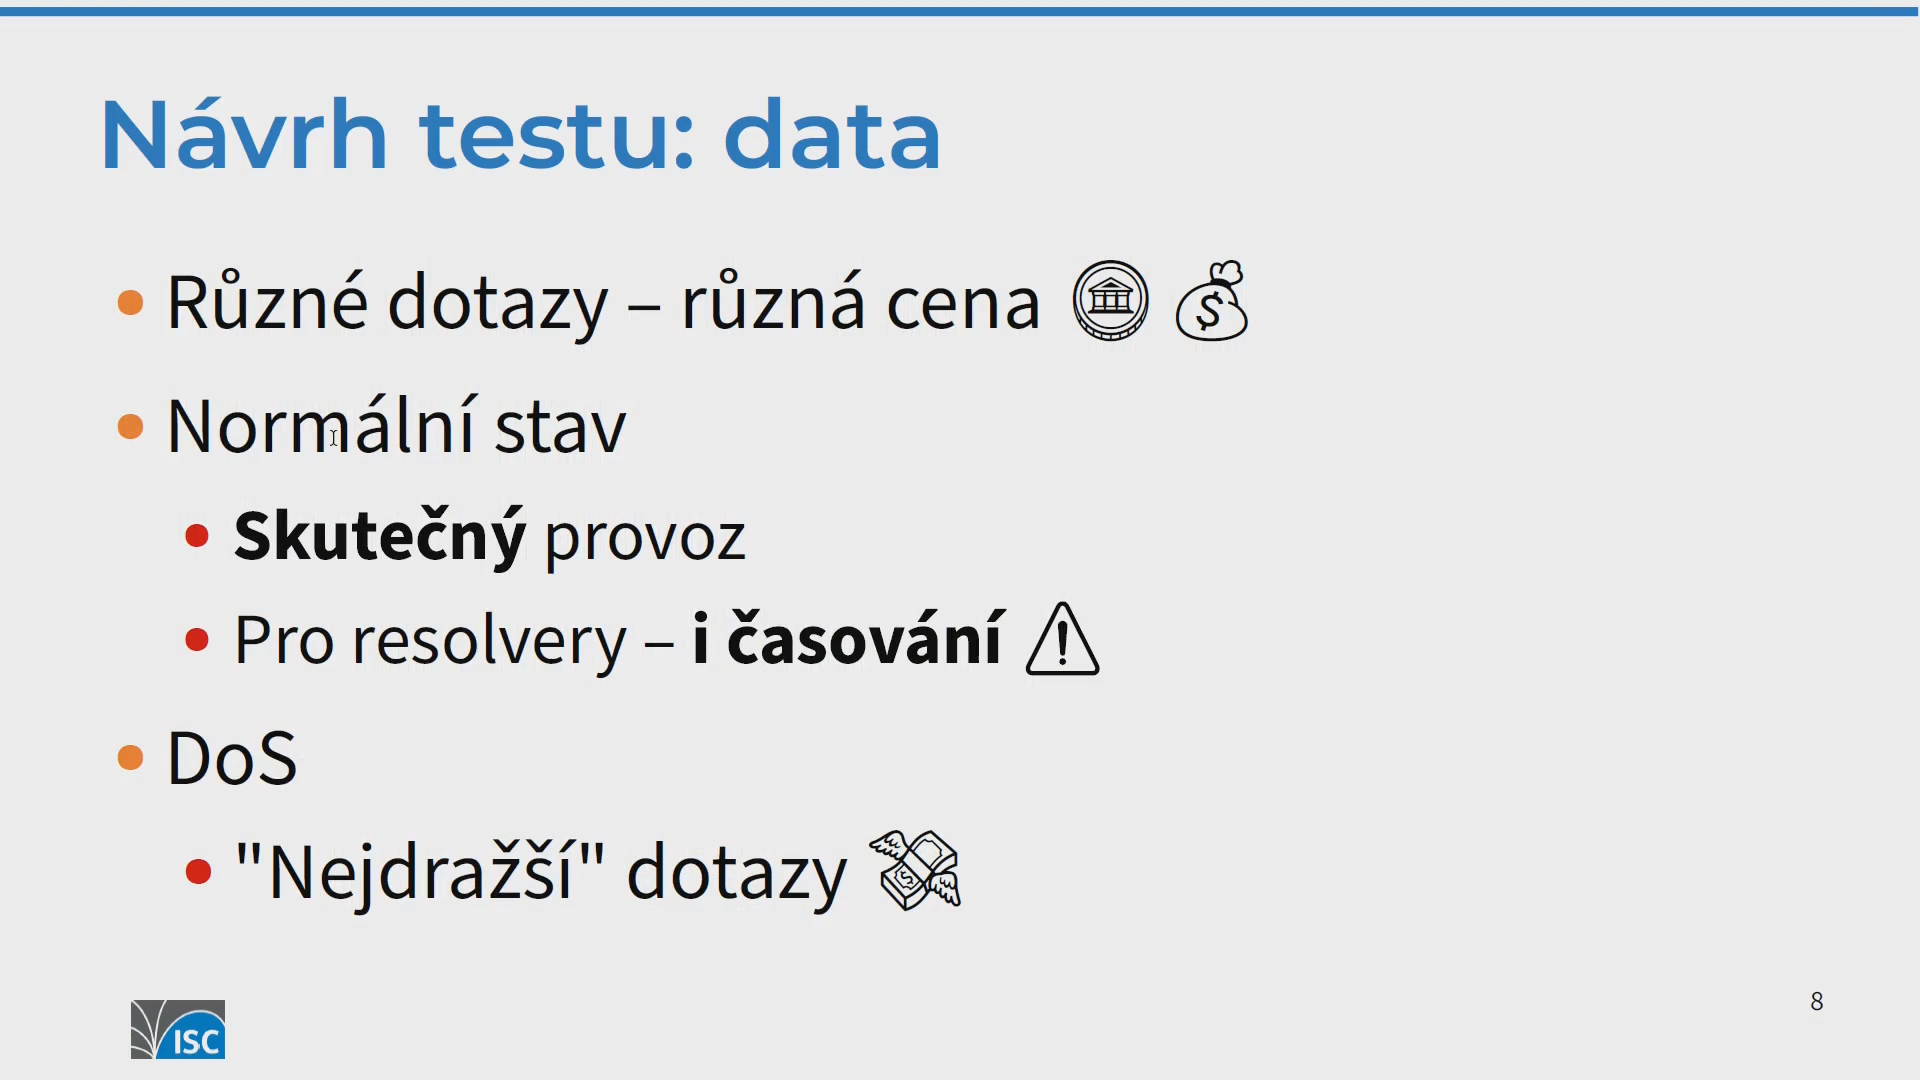 Návrh testu: data
Různé dotazy – různá cena
Normální stav
Skutečný provoz
Pro resolvery – i časování
DoS
"Nejdražší" dotazy
ISC
8